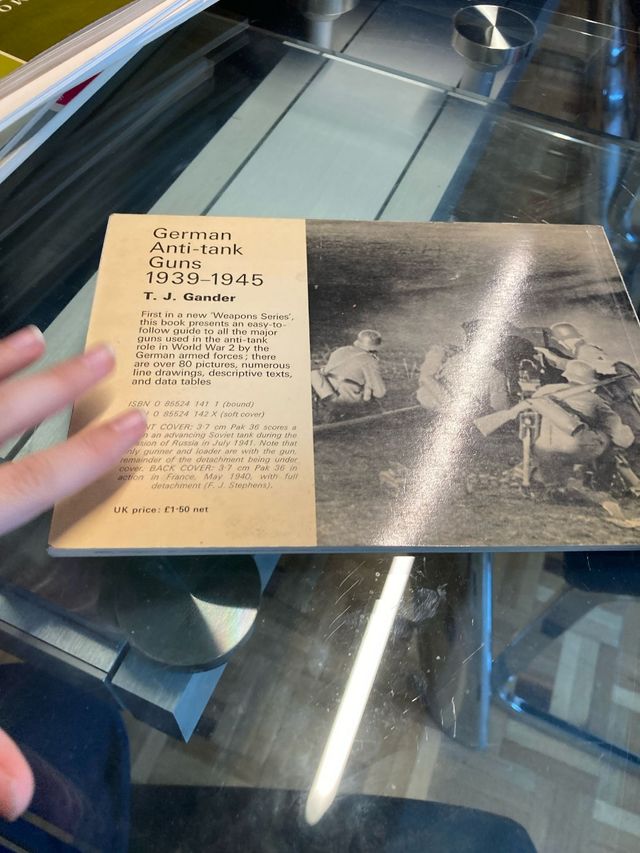 German
Anti-tank
Guns
1939–1945
T. J. Gander
First in a new 'Weapons Series',
this book presents an easy-to-
follow guide to all the major
guns used in the anti-tank
role in World War 2 by the
German armed forces; there
are over 80 pictures, numerous
line drawings, descriptive texts,
and data tables
ISBN 0 85524 141 1 (bound)
0 85524 142 X (soft cover)
COVER: 3·7 cm Pak 36 scores a
an advancing Soviet tank during the
of Russia in July 1941. Note that
gunner and loader are with the gun,
remainder of the detachment being under
cover. BACK COVER: 3·7 cm Pak 36 in
action in France, May 1940, with full
detachment (F. J. Stephens).
UK price: £1·50 net